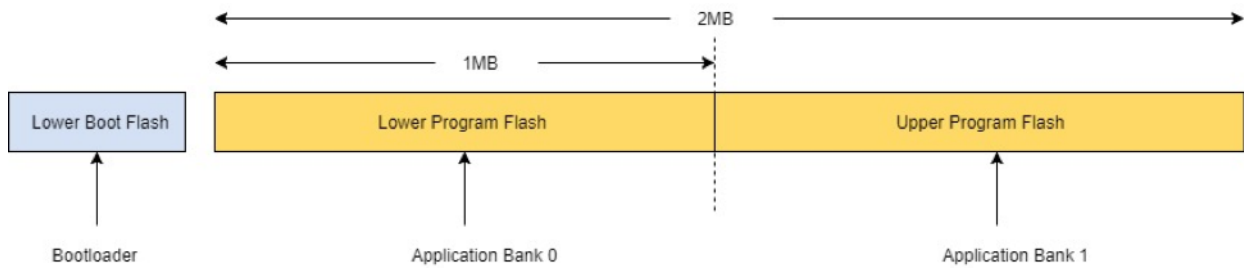 2MB
1MB
Lower Boot Flash
Lower Program Flash
Upper Program Flash
Bootloader
Application Bank 0
Application Bank 1